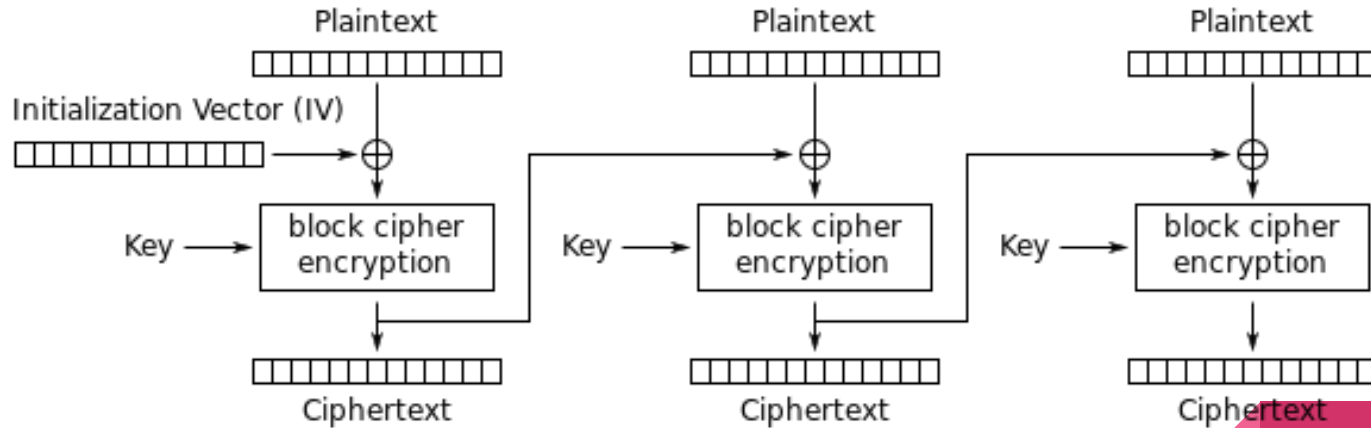 Plaintext
Plaintext
Plaintext
Initialization Vector (IV)
Key
block cipher
encryption
Key
block cipher
encryption
Key
block cipher
encryption
Ciphertext
Ciphertext
Ciphertext